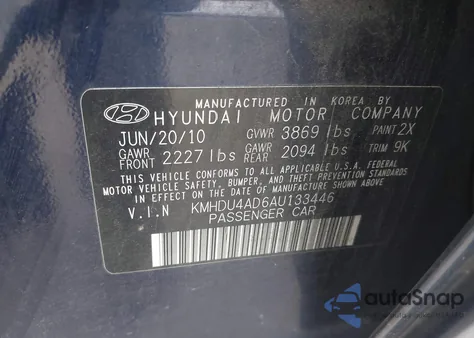 MANUFACTURED IN KOREA BY
HYUNDAI MOTOR COMPANY
JUN/20/10 GVWR 3869 lbs PAINT 2X
GAWR FRONT 2227 lbs GAWR REAR 2094 lbs TRIM 9K
THIS VEHICLE CONFORMS TO ALL APPLICABLE U.S.A. FEDERAL
MOTOR VEHICLE SAFETY, BUMPER, AND THEFT PREVENTION
STANDARDS IN EFFECT ON THE DATE OF MANUFACTURE SHOWN ABOVE.
V.I.N KMHDU4AD6AU133446
PASSENGER CAR
autoSnap